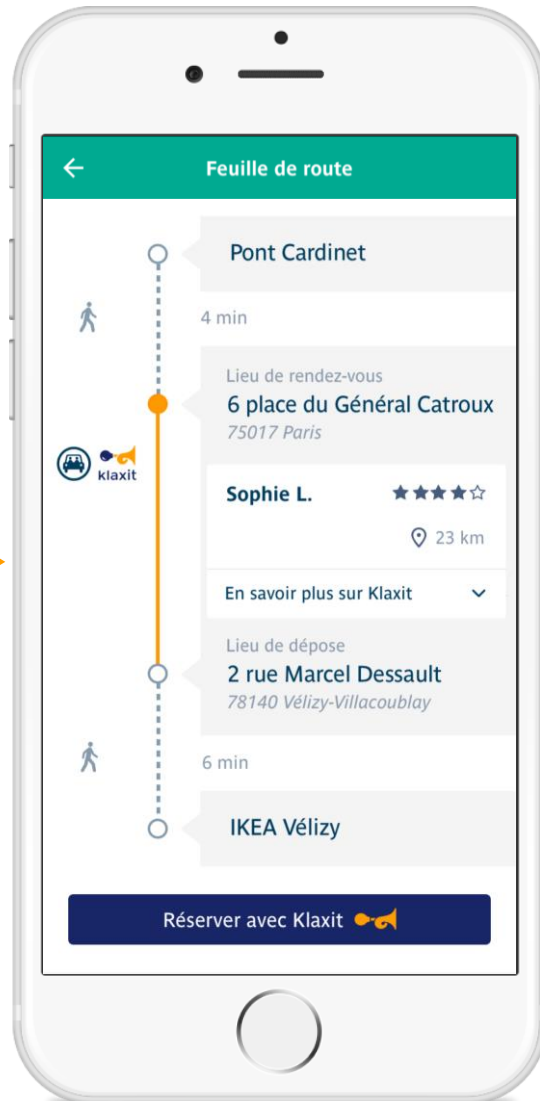 Feuille de route
Pont Cardinet
4 min
Lieu de rendez-vous
6 place du Général Catroux
75017 Paris
klaxit
Sophie L.
23 km
En savoir plus sur Klaxit
Lieu de dépose
2 rue Marcel Dessault
78140 Vélizy-Villacoublay
6 min
IKEA Vélizy
Réserver avec Klaxit